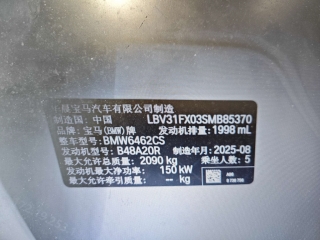 华晨宝马汽车有限公司制造
制造国：中国 LBV31FX03SMB85370
品牌：宝马(BMW) 发动机排量：1998 mL
整车型号：BMW6462CS
发动机型号：B48A20R 制造年月：2025-08
最大允许总质量：2090 kg 乘坐人数：5
发动机最大净功率：150 kW
最大允许牵引质量：-- kg